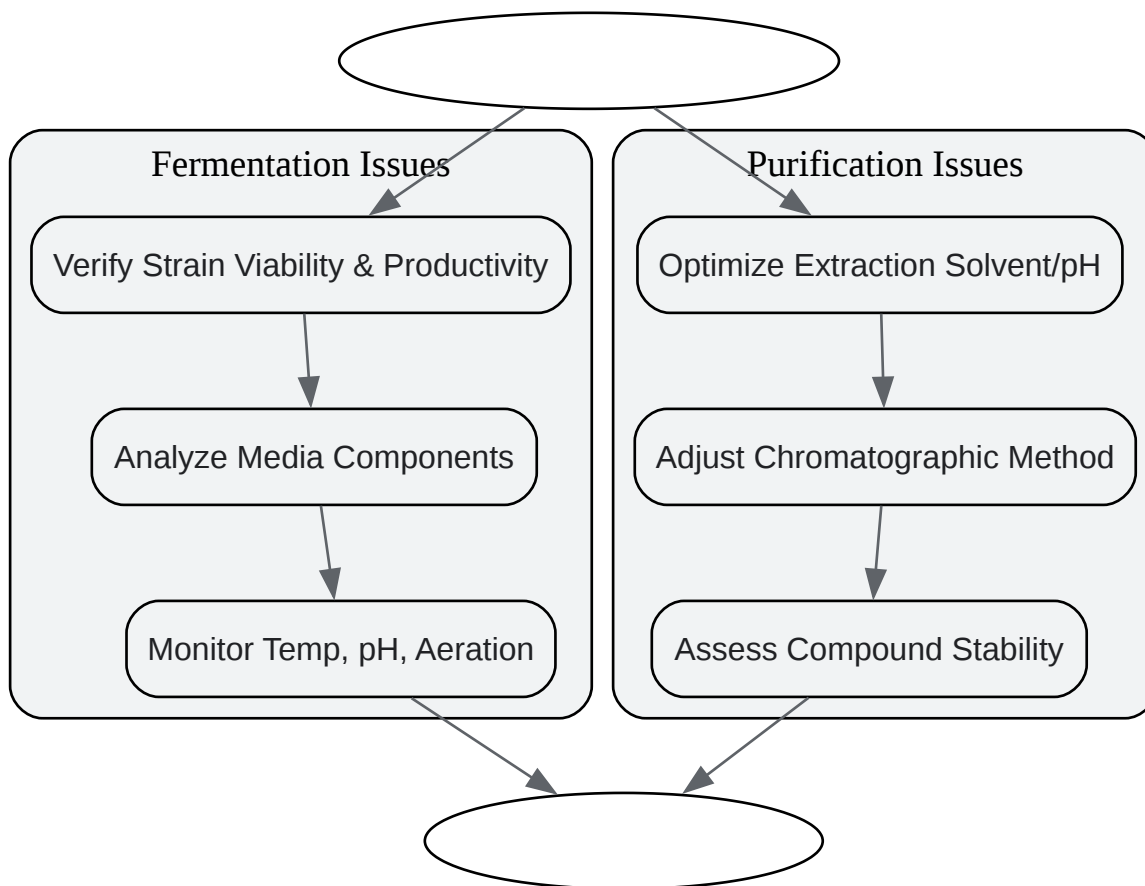 Fermentation Issues
Verify Strain Viability & Productivity
Analyze Media Components
Monitor Temp, pH, Aeration
Purification Issues
Optimize Extraction Solvent/pH
Adjust Chromatographic Method
Assess Compound Stability